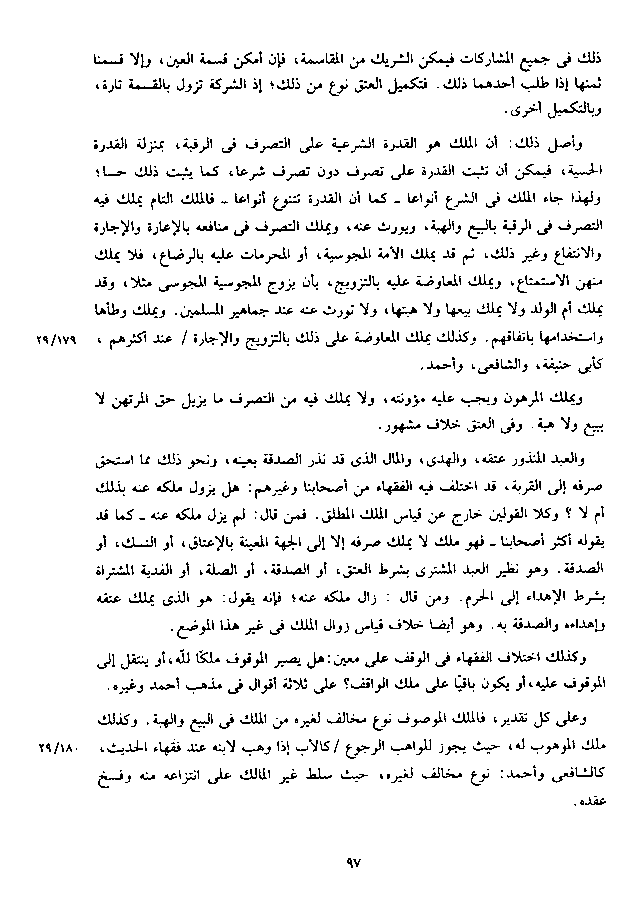 ذلك فى جميع المشاركات فيمكن الشريك من المقاسمة، فإن أمكن قسمة العين، وإلا قسمنا
ثمنها إذا طلب أحدهما ذلك. فتكميل العتق نوع من ذلك؛ إذ الشركة تزول بالقسمة تارة،
وبالتكميل أخرى.
وأصل ذلك: أن الملك هو القدرة الشرعية على التصرف فى الرقبة، بمنزلة القدرة
الحسية، فيمكن أن تثبت القدرة على تصرف دون تصرف شرعا، كما يثبت ذلك حسا؛
ولهذا جاء الملك فى الشرع أنواعا ـ كما أن القدرة تتنوع أنواعا ـ فالملك التام يملك فيه
التصرف فى الرقبة بالبيع والهبة، ويورث عنه، ويملك التصرف فى منافعه بالإعارة والإجارة
والانتفاع وغير ذلك، ثم قد يملك الأمة المجوسية، أو المحرمات عليه بالرضاع، فلا يملك
منهن الاستمتاع، ويملك المعاوضة عليه بالتزويج، بأن يزوج المجوسية المجوسى مثلا، وقد
يملك أم الولد ولا يملك بيعها ولا هبتها، ولا تورث عنه عند جماهير المسلمين. ويملك وطأها
واستخدامها باتفاقهم. وكذلك يملك المعاوضة على ذلك بالتزويج والإجارة / عند أكثرهم ، ٢٩/١٧٩
كأبى حنيفة، والشافعى، وأحمد.
ويملك المرهون ويجب عليه مؤونته، ولا يملك فيه من التصرف ما يزيل حق المرتهن لا
ببيع ولا هبة. وفى العتق خلاف مشهور.
والعبد المنذور عتقه، والهدى، والمال الذى قد نذر الصدقة بعينه، ونحو ذلك مما استحق
صرفه إلى القربة، قد اختلف فيه الفقهاء من أصحابنا وغيرهم: هل يزول ملكه عنه بذلك
أم لا ؟ وكلا القولين خارج عن قياس الملك المطلق. فمن قال: لم يزل ملكه عنه ـ كما قد
يقوله أكثر أصحابنا ـ فهو ملك لا يملك صرفه إلا إلى الجهة المعينة بالإعتاق، أو النسك، أو
الصدقة. وهو نظير العبد المشترى بشرط العتق، أو الصدقة، أو الصلة، أو الفدية المشتراة
بشرط الإهداء إلى الحرم. ومن قال : زال ملكه عنه؛ فإنه يقول: هو الذى يملك عتقه
وإهداءه والصدقة به. وهو أيضا خلاف قياس زوال الملك فى غير هذا الموضع.
وكذلك اختلاف الفقهاء فى الوقف على معين:هل يصير الموقوف ملكًا لله،أو ينتقل إلى
الموقوف عليه،أو يكون باقيًا على ملك الواقف؟ على ثلاثة أقوال فى مذهب أحمد وغيره.
وعلى كل تقدير، فالملك الموصوف نوع مخالف لغيره من الملك فى البيع والهبة. وكذلك
ملك الموهوب له، حيث يجوز للواهب الرجوع /كالأب إذا وهب لابنه عند فقهاء الحديث، ٢٩/١٨٠
كالشافعى وأحمد: نوع مخالف لغيره، حيث سلط غير المالك على انتزاعه منه وفسخ
عقده.
٩٧